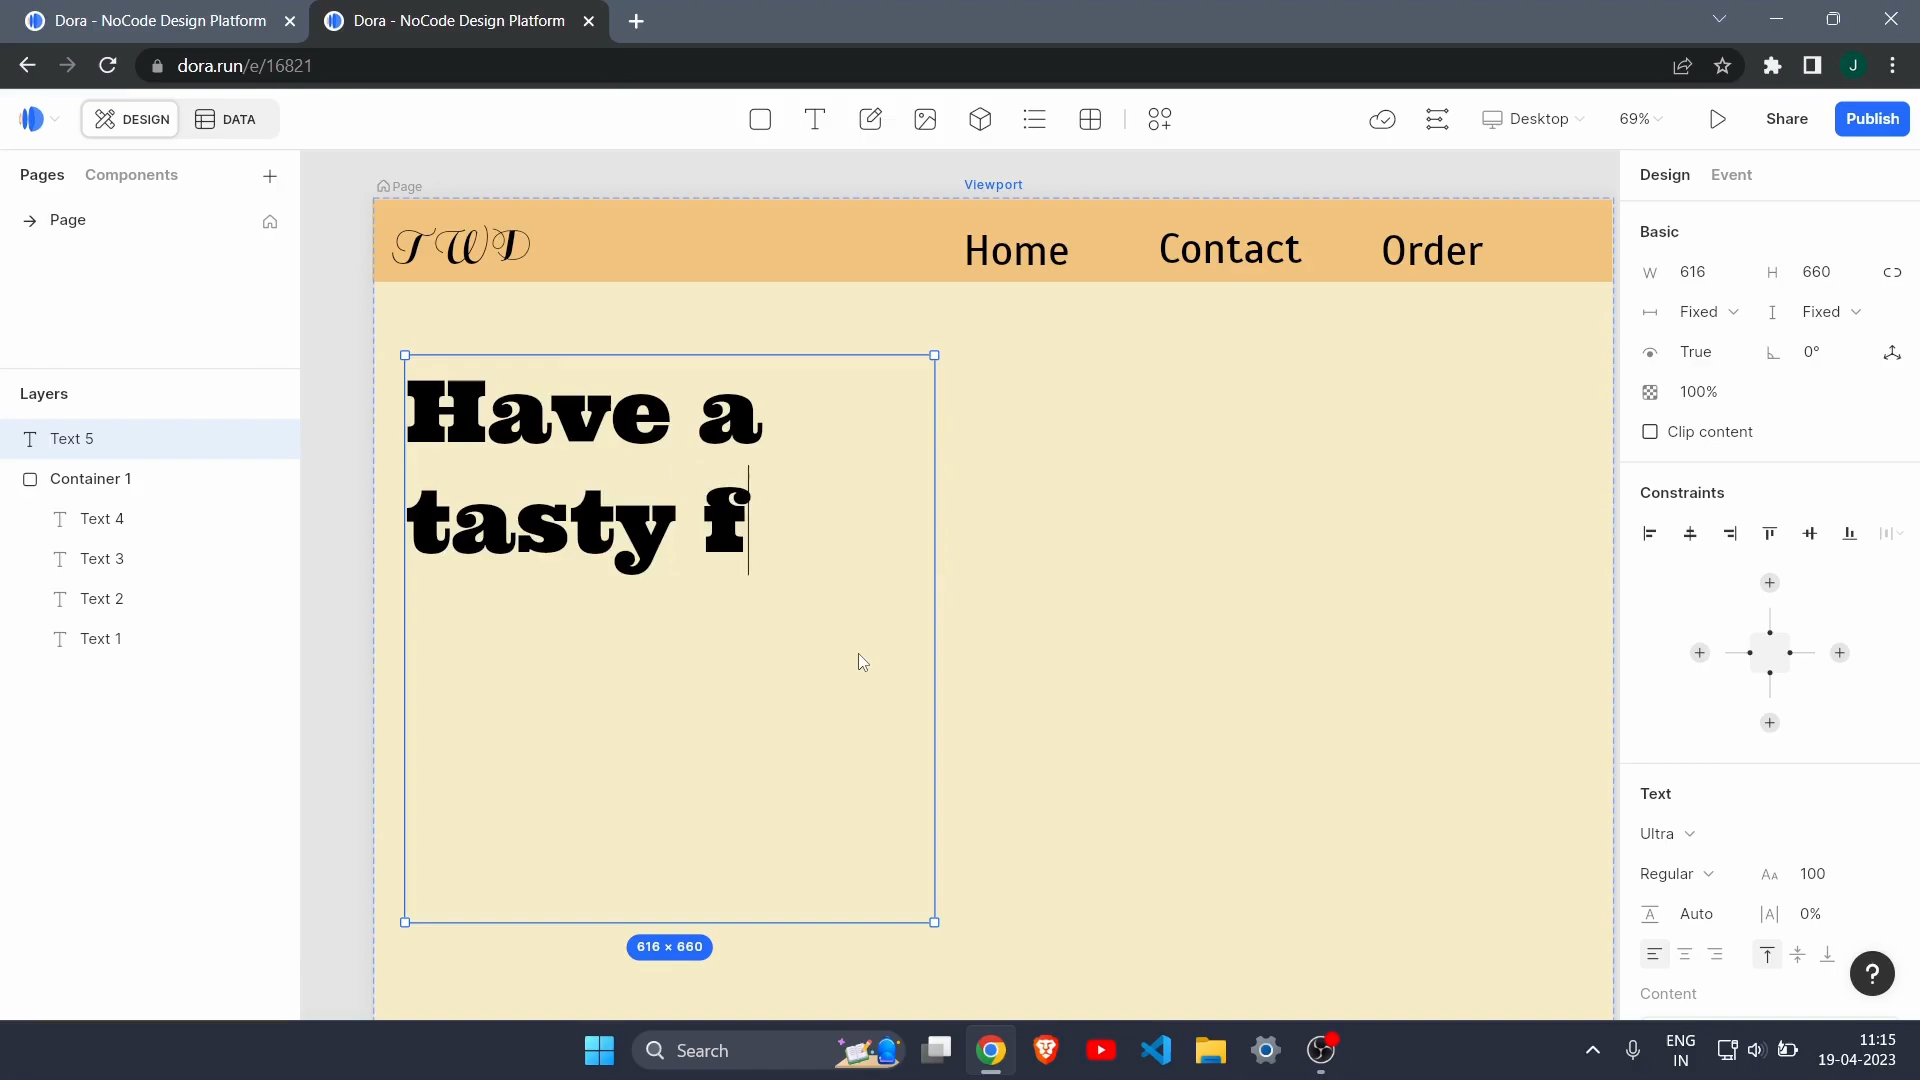 Dora - NoCode Design Platform
Dora - NoCode Design Platform
dora.run/e/16821
J
DESIGN
DATA
Desktop
69%
Share
Publish
Pages
Components
Page
Layers
Text 5
Container 1
Text 4
Text 3
Text 2
Text 1
Page
Viewport
TWD
Home
Contact
Order
Have a
tasty f
616 × 660
Design
Event
Basic
W 616
H 660
Fixed
Fixed
True
0°
100%
Clip content
Constraints
Text
Ultra
Regular
100
Auto
0%
Content
?
Search
ENG
IN
11:15
19-04-2023